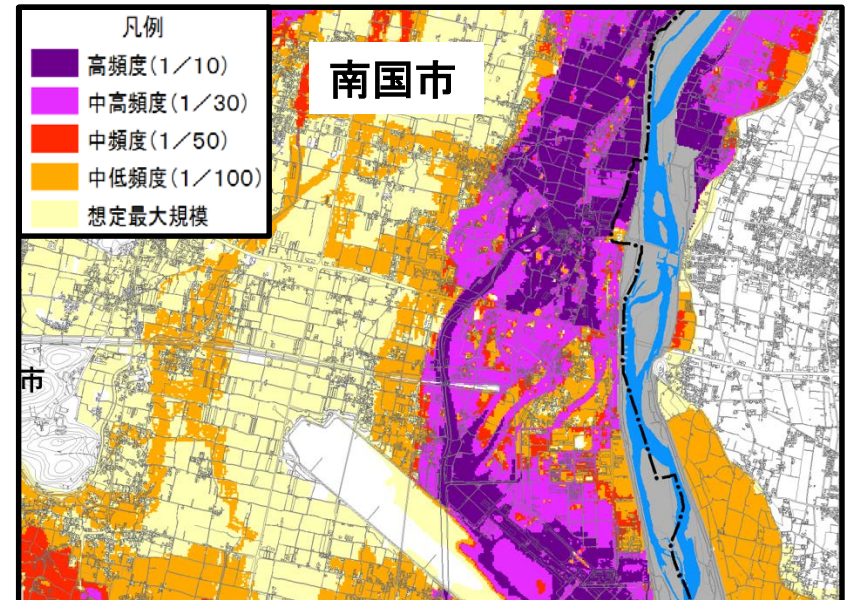 凡例
高頻度(1/10)
中高頻度(1/30)
中頻度(1/50)
中低頻度(1/100)
想定最大規模
南国市
市